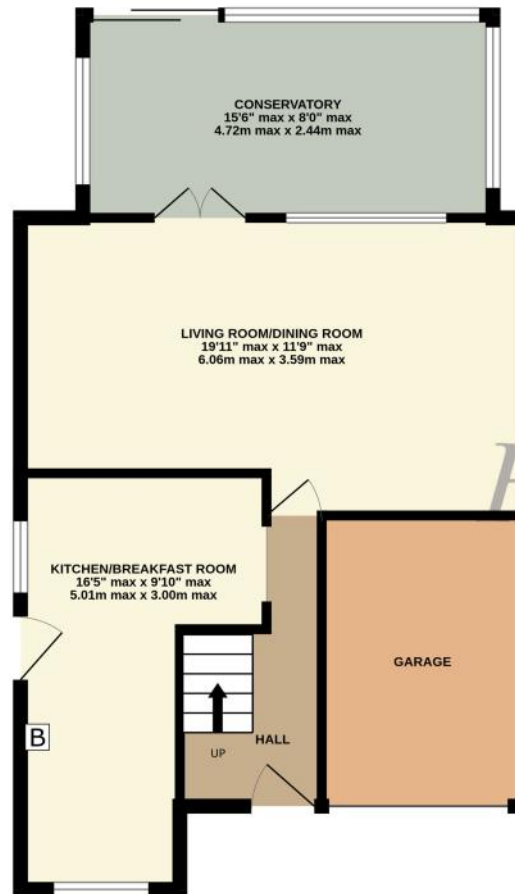 CONSERVATORY
15'6" max x 8'0" max
4.72m max x 2.44m max
LIVING ROOM/DINING ROOM
19'11" max x 11'9" max
6.06m max x 3.59m max
KITCHEN/BREAKFAST ROOM
16'5" max x 9'10" max
5.01m max x 3.00m max
GARAGE
B
UP
HALL